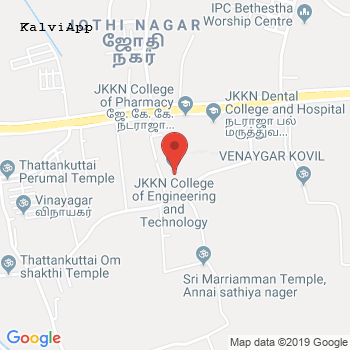 IPC Bethestha
Worship Centre
KalviApp
JOTHI NAGAR
ஜோதி
நகர்
JKKN College
of Pharmacy
ஜே. கே. கே.
நடராஜா...
JKKN Dental
College and Hospital
நடராஜா பல்
மருத்துவ...
VENAYGAR KOVIL
Thattankuttai
Perumal Temple
JKKN College
of Engineering
and
Technology
Vinayagar
விநாயகர்
Thattankuttai Om
shakthi Temple
Sri Marriamman Temple,
Annai sathiya nager
Google
Map data ©2019 Google